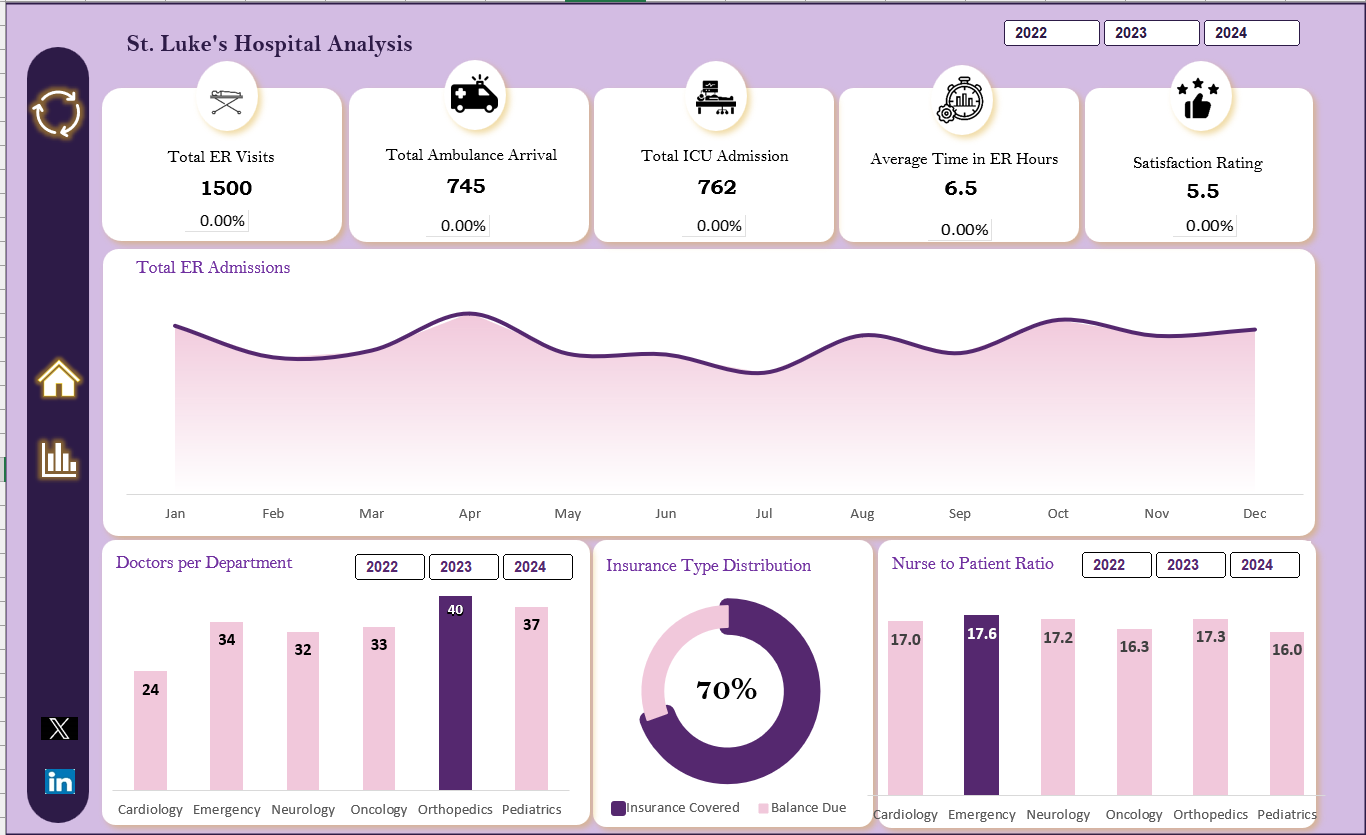 St. Luke's Hospital Analysis
2022 2023 2024
Total ER Visits
1500
0.00%
Total Ambulance Arrival
745
0.00%
Total ICU Admission
762
0.00%
Average Time in ER Hours
6.5
0.00%
Satisfaction Rating
5.5
0.00%
Total ER Admissions
Jan Feb Mar Apr May Jun Jul Aug Sep Oct Nov Dec
Doctors per Department
2022 2023 2024
24 34 32 33 40 37
Cardiology Emergency Neurology Oncology Orthopedics Pediatrics
Insurance Type Distribution
70%
Insurance Covered Balance Due
Nurse to Patient Ratio
2022 2023 2024
17.0 17.6 17.2 16.3 17.3 16.0
Cardiology Emergency Neurology Oncology Orthopedics Pediatrics
X
in